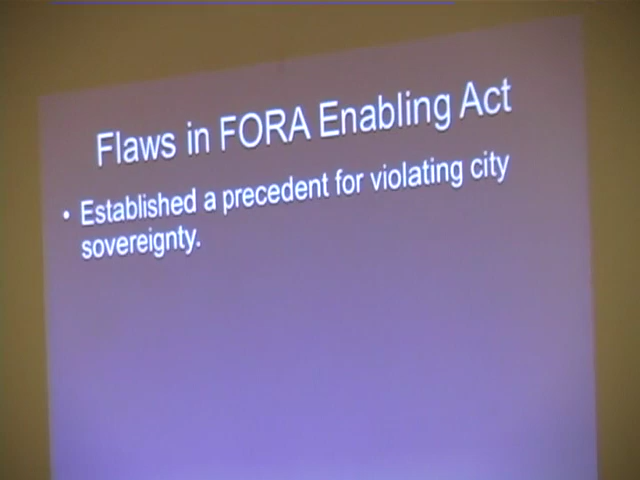 Flaws in FORA Enabling Act
• Established a precedent for violating city
sovereignty.